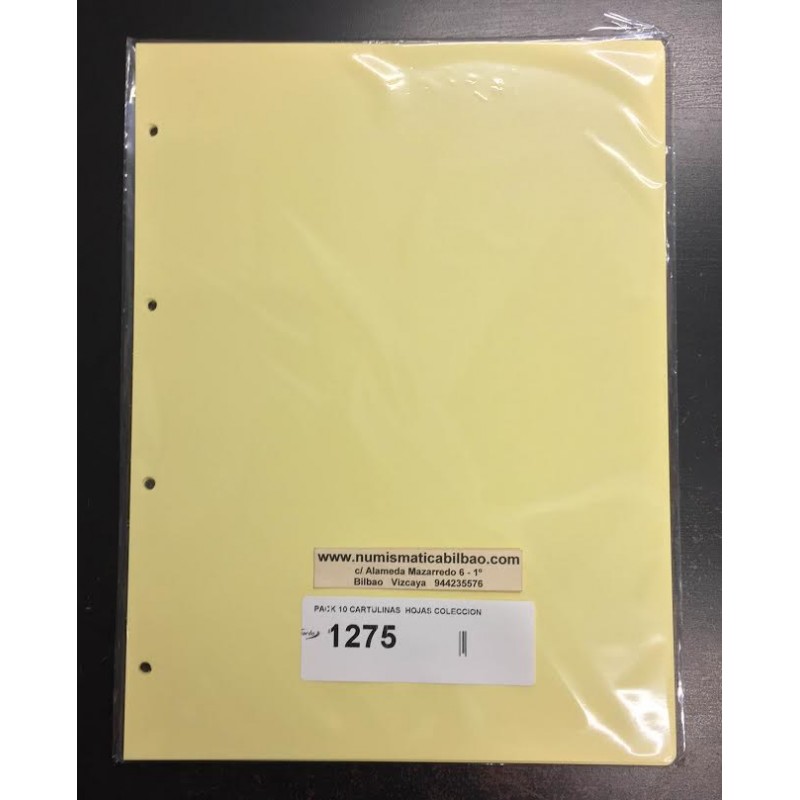 www.numismaticabilbao.com
c/ Alameda Mazarredo 6 - 1º
Bilbao Vizcaya 944235576
PACK 10 CARTULINAS HOJAS COLECCION
1275